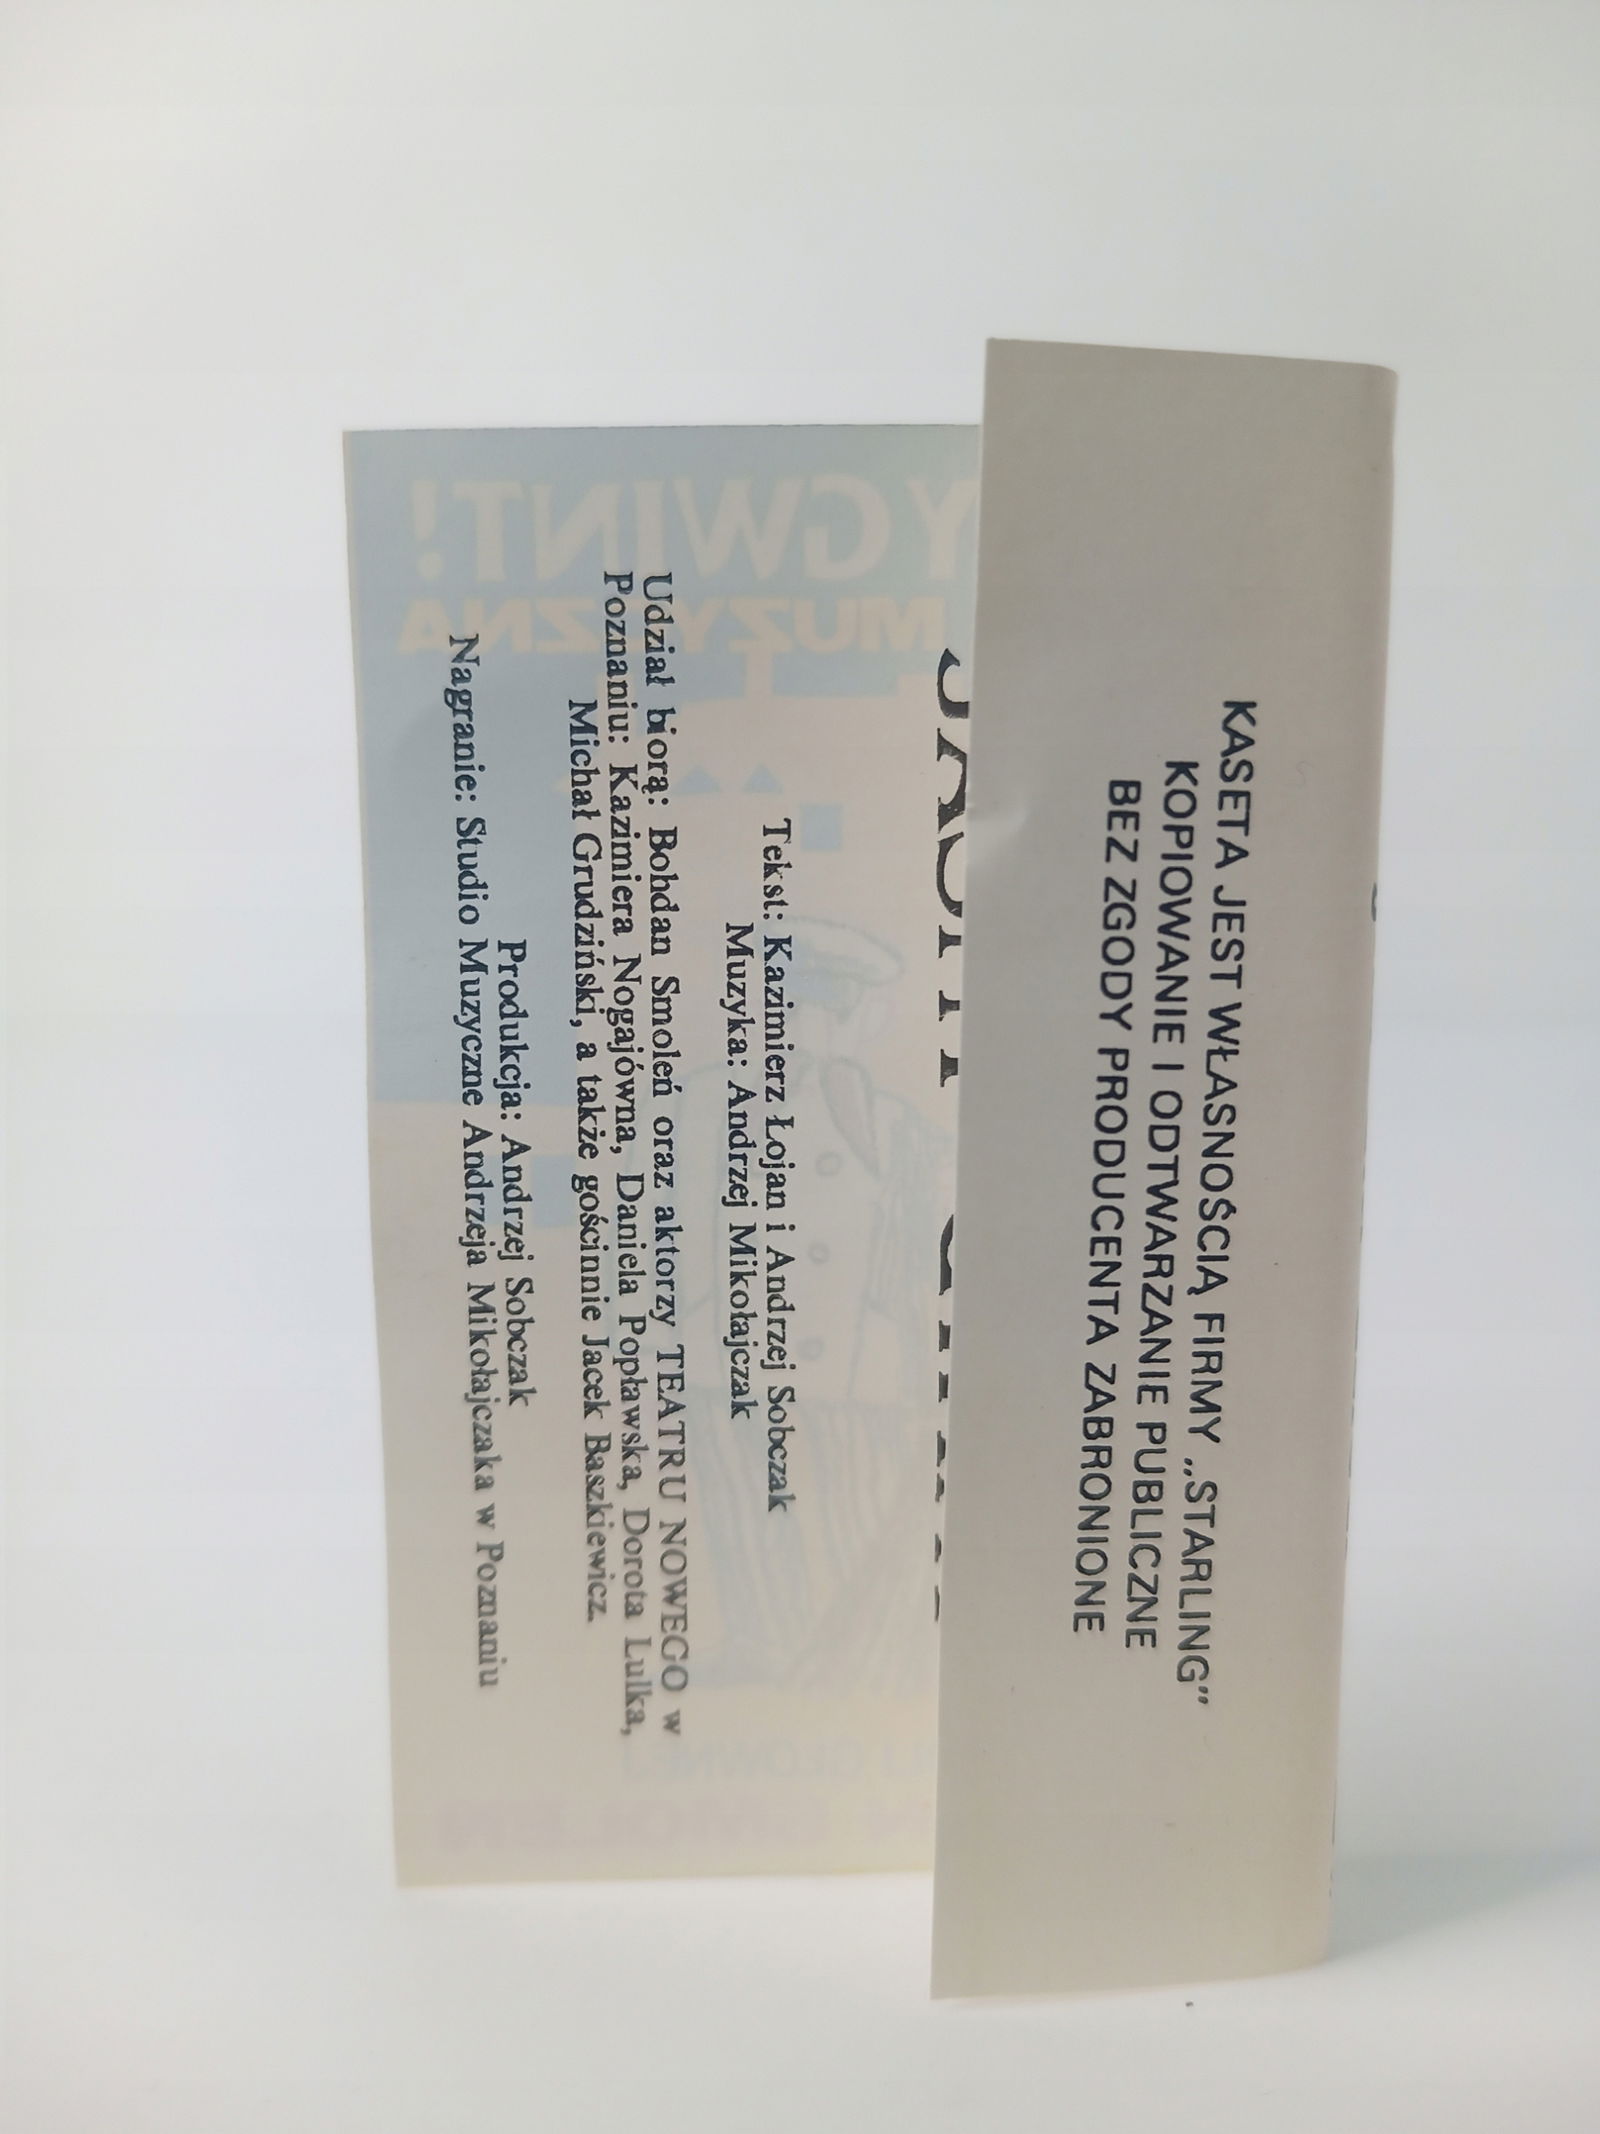 KASETA JEST WŁASNOŚCIĄ FIRMY „STARLING”
KOPIOWANIE I ODTWARZANIE PUBLICZNE
BEZ ZGODY PRODUCENTA ZABRONIONE
Tekst: Kazimierz Łojan i Andrzej Sobczak
Muzyka: Andrzej Mikołajczak
Udział biorą: Bohdan Smoleń oraz aktorzy TEATRU NOWEGO w
Poznaniu: Kazimiera Nogajówna, Daniela Popławska, Dorota Lulka,
Michał Grudziński, a także gościnnie Jacek Baszkiewicz.
Produkcja: Andrzej Sobczak
Nagranie: Studio Muzyczne Andrzeja Mikołajczaka w Poznaniu
YGWINT!
MUZYCZNA